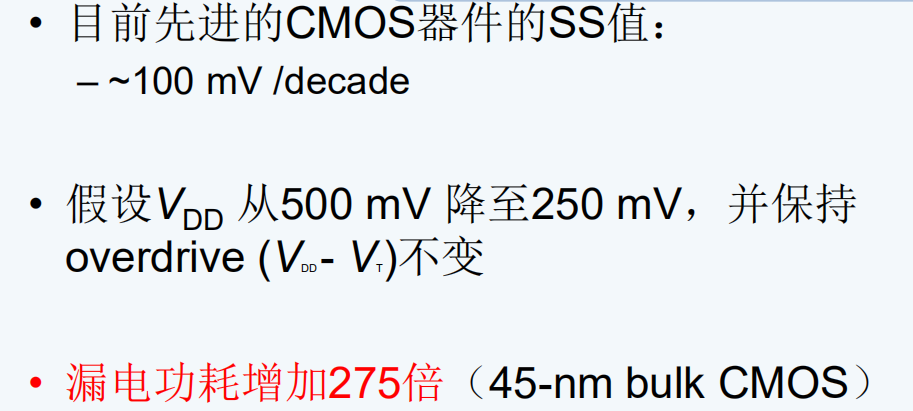 • 目前先进的CMOS器件的SS值：
– ~100 mV /decade
• 假设VDD 从500 mV 降至250 mV，并保持
overdrive (VDD- VT)不变
• 漏电功耗增加275倍（45-nm bulk CMOS）